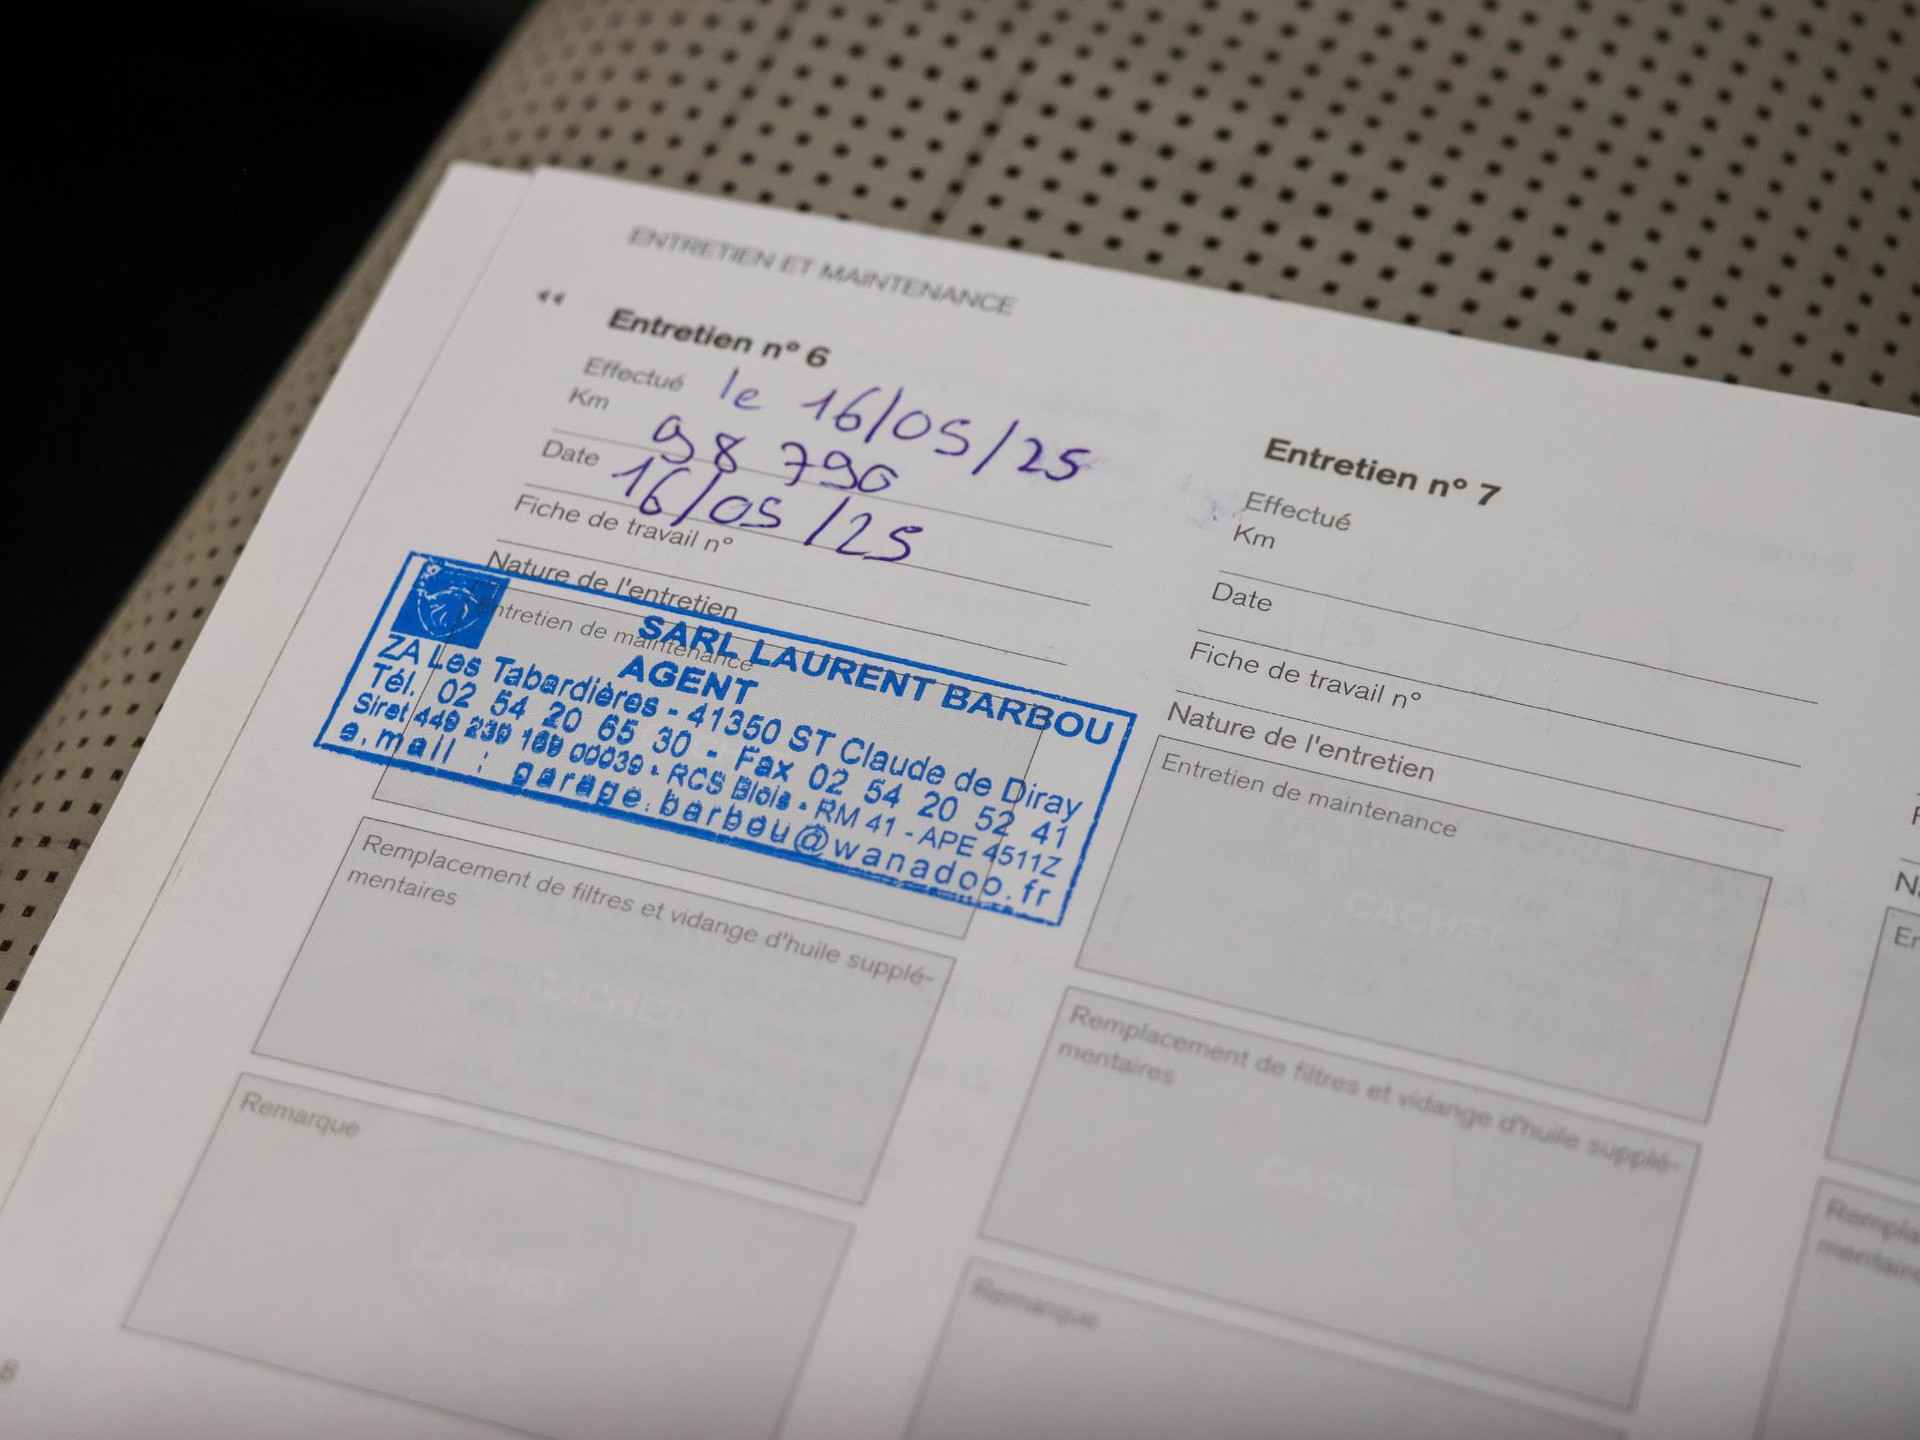 ENTRETIEN ET MAINTENANCE
Entretien n° 6
Effectué le 16/05/25
Km 98 790
Date 16/05/25
Fiche de travail n°
Nature de l'entretien
Entretien de maintenance
SARL LAURENT BARBOU
AGENT
ZA Les Tabardières - 41350 ST Claude de Diray
Tél. 02 54 20 65 30 - Fax 02 54 20 52 41
Siret 449 239 169 00039 - RCS Blois - RM 41 - APE 4511Z
e.mail : garage.barbou@wanadoo.fr
Remplacement de filtres et vidange d'huile supplé-
mentaires
CACHET
Remarque
CACHET
Entretien n° 7
Effectué
Km
Date
Fiche de travail n°
Nature de l'entretien
Entretien de maintenance
CACHET
Remplacement de filtres et vidange d'huile supplé-
mentaires
CACHET
Remarque